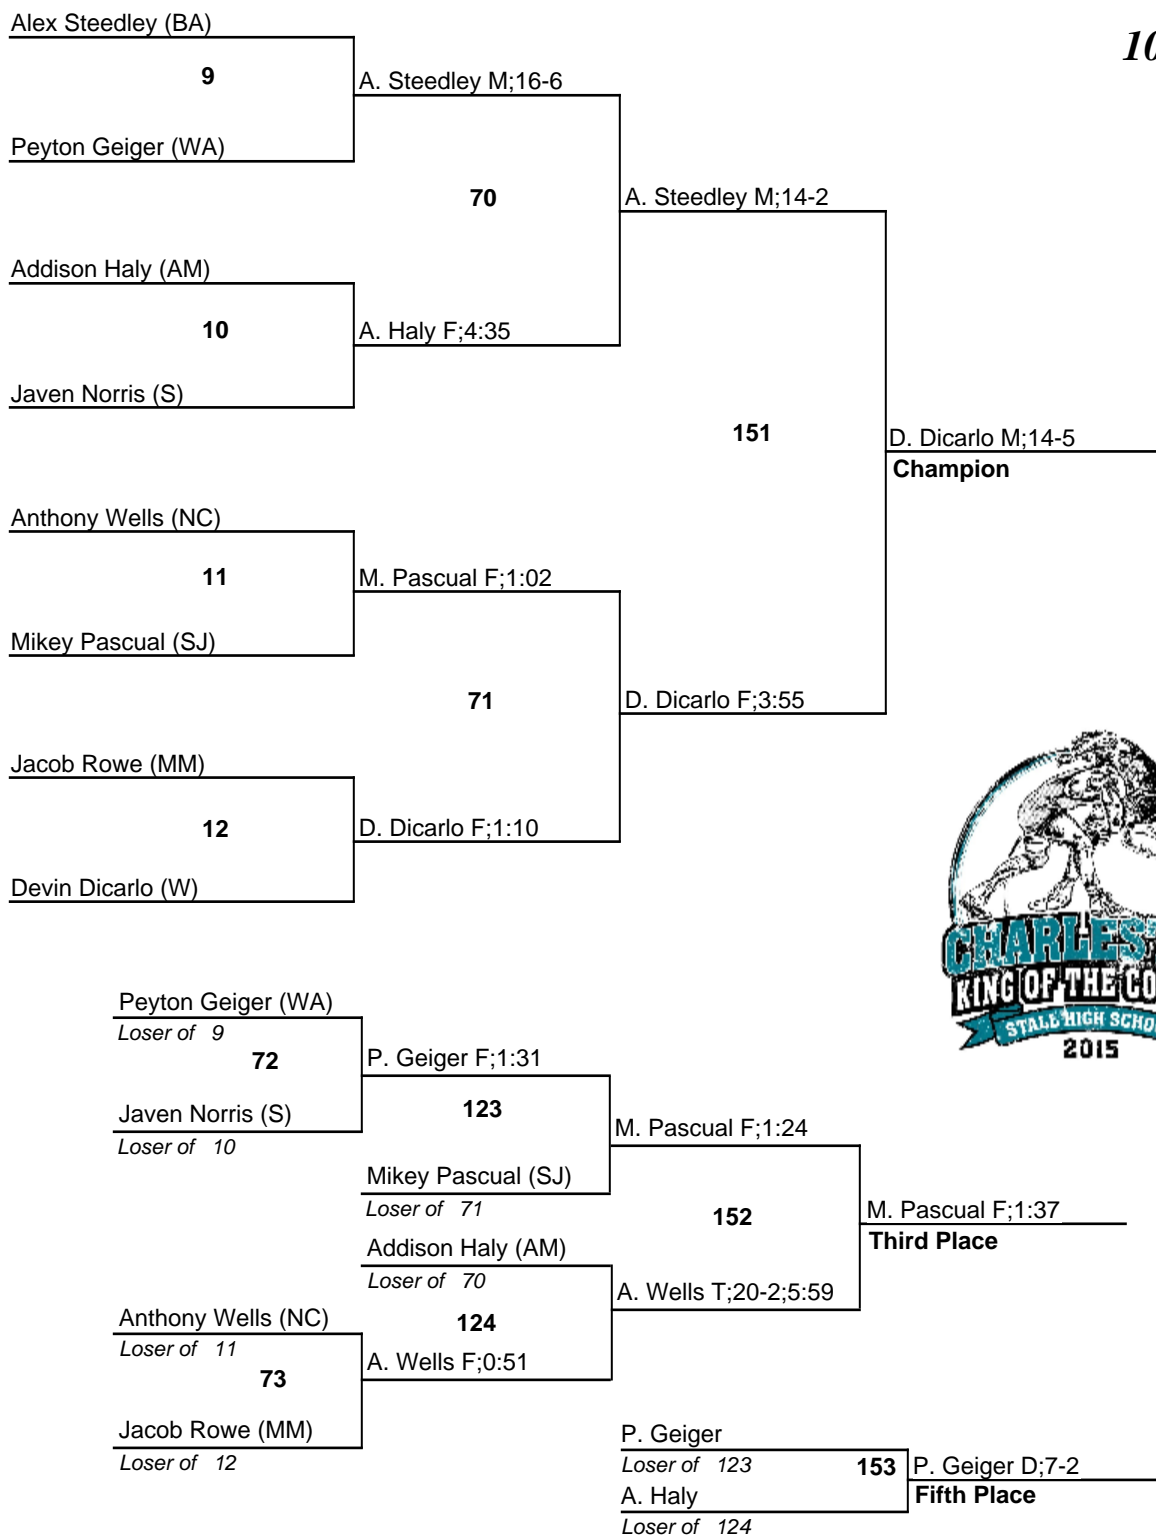 Alex Steedley (BA)
10
9
A. Steedley M;16-6
Peyton Geiger (WA)
70
A. Steedley M;14-2
Addison Haly (AM)
10
A. Haly F;4:35
Javen Norris (S)
151
D. Dicarlo M;14-5
Champion
Anthony Wells (NC)
11
M. Pascual F;1:02
Mikey Pascual (SJ)
71
D. Dicarlo F;3:55
Jacob Rowe (MM)
12
D. Dicarlo F;1:10
Devin Dicarlo (W)
CHARLES
KING OF THE CO
STALL HIGH SCHO
2015
Peyton Geiger (WA)
Loser of 9
72
P. Geiger F;1:31
Javen Norris (S)
Loser of 10
123
M. Pascual F;1:24
Mikey Pascual (SJ)
Loser of 71
152
M. Pascual F;1:37
Third Place
Addison Haly (AM)
Loser of 70
A. Wells T;20-2;5:59
Anthony Wells (NC)
Loser of 11
124
A. Wells F;0:51
73
Jacob Rowe (MM)
Loser of 12
P. Geiger
Loser of 123
153
P. Geiger D;7-2
Fifth Place
A. Haly
Loser of 124